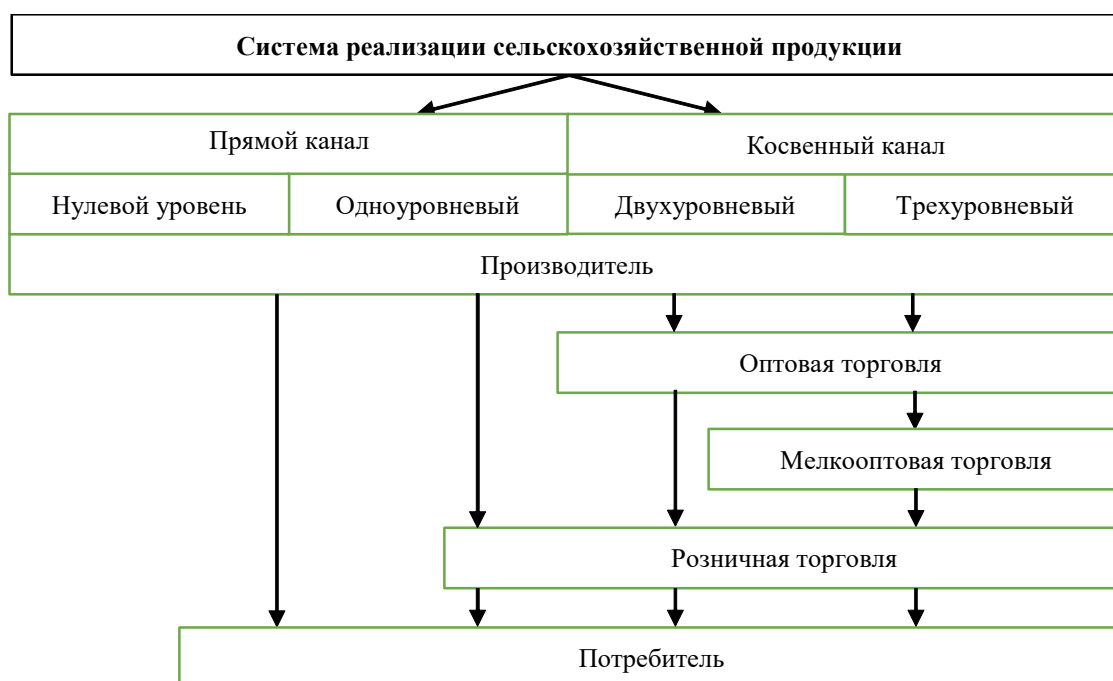 Система реализации сельскохозяйственной продукции
Прямой канал
Косвенный канал
Нулевой уровень
Одноуровневый
Двухуровневый
Трехуровневый
Производитель
Оптовая торговля
Мелкооптовая торговля
Розничная торговля
Потребитель